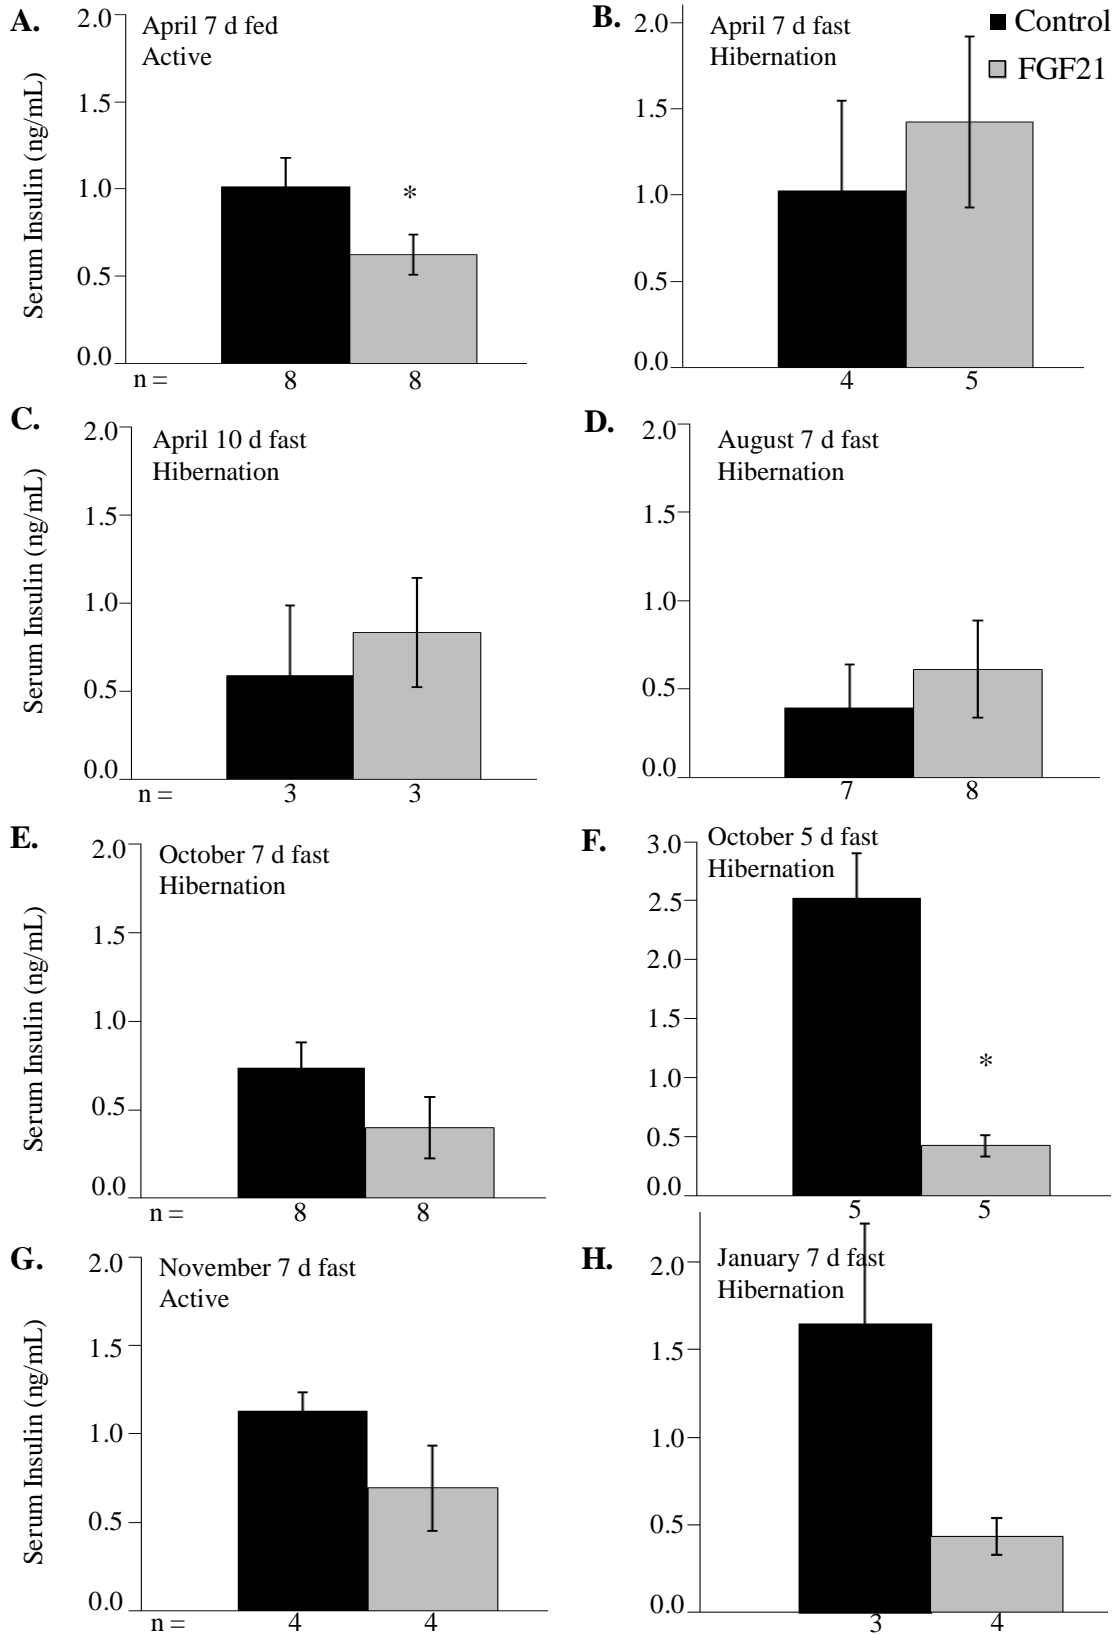 A.
April 7 d fed
Active
Serum Insulin (ng/mL)
2.0
1.5
1.0
0.5
0.0
*
n =
8
8
B.
April 7 d fast
Hibernation
Control
FGF21
2.0
1.5
1.0
0.5
0.0
4
5
C.
April 10 d fast
Hibernation
Serum Insulin (ng/mL)
2.0
1.5
1.0
0.5
0.0
n =
3
3
D.
August 7 d fast
Hibernation
2.0
1.5
1.0
0.5
0.0
7
8
E.
October 7 d fast
Hibernation
Serum Insulin (ng/mL)
2.0
1.5
1.0
0.5
0.0
n =
8
8
F.
October 5 d fast
Hibernation
3.0
2.5
2.0
1.5
1.0
0.5
0.0
*
5
5
G.
November 7 d fast
Active
Serum Insulin (ng/mL)
2.0
1.5
1.0
0.5
0.0
n =
4
4
H.
January 7 d fast
Hibernation
2.0
1.5
1.0
0.5
0.0
3
4